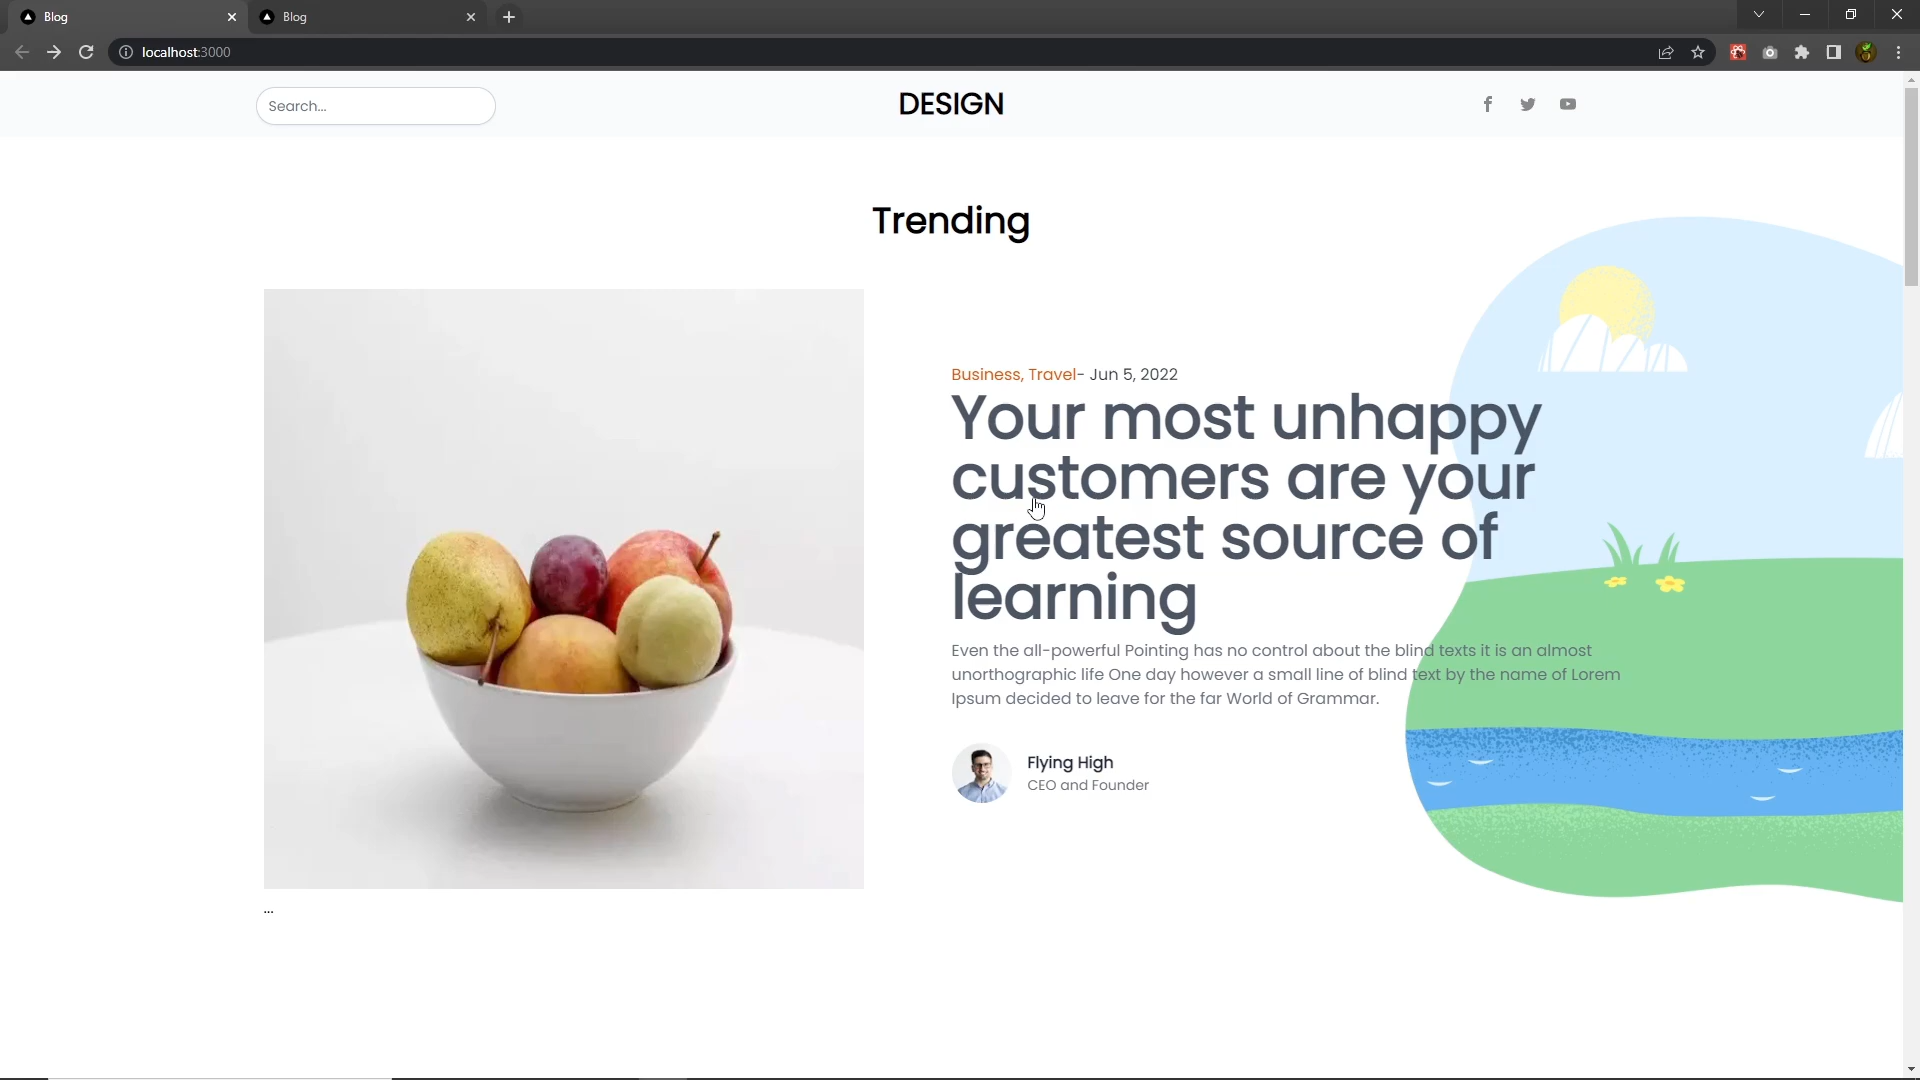 Blog
Blog
localhost:3000
Search...
DESIGN
Trending
Business, Travel- Jun 5, 2022
Your most unhappy
customers are your
greatest source of
learning
Even the all-powerful Pointing has no control about the blind texts it is an almost
unorthographic life One day however a small line of blind text by the name of Lorem
Ipsum decided to leave for the far World of Grammar.
Flying High
CEO and Founder
...